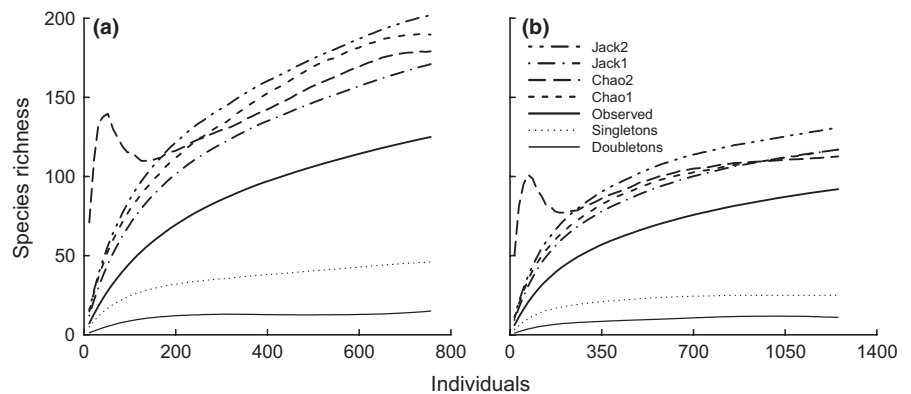 (a)
(b)
200
150
100
50
0
Species richness
Jack2
Jack1
Chao2
Chao1
Observed
Singletons
Doubletons
0 200 400 600 800
0 350 700 1050 1400
Individuals